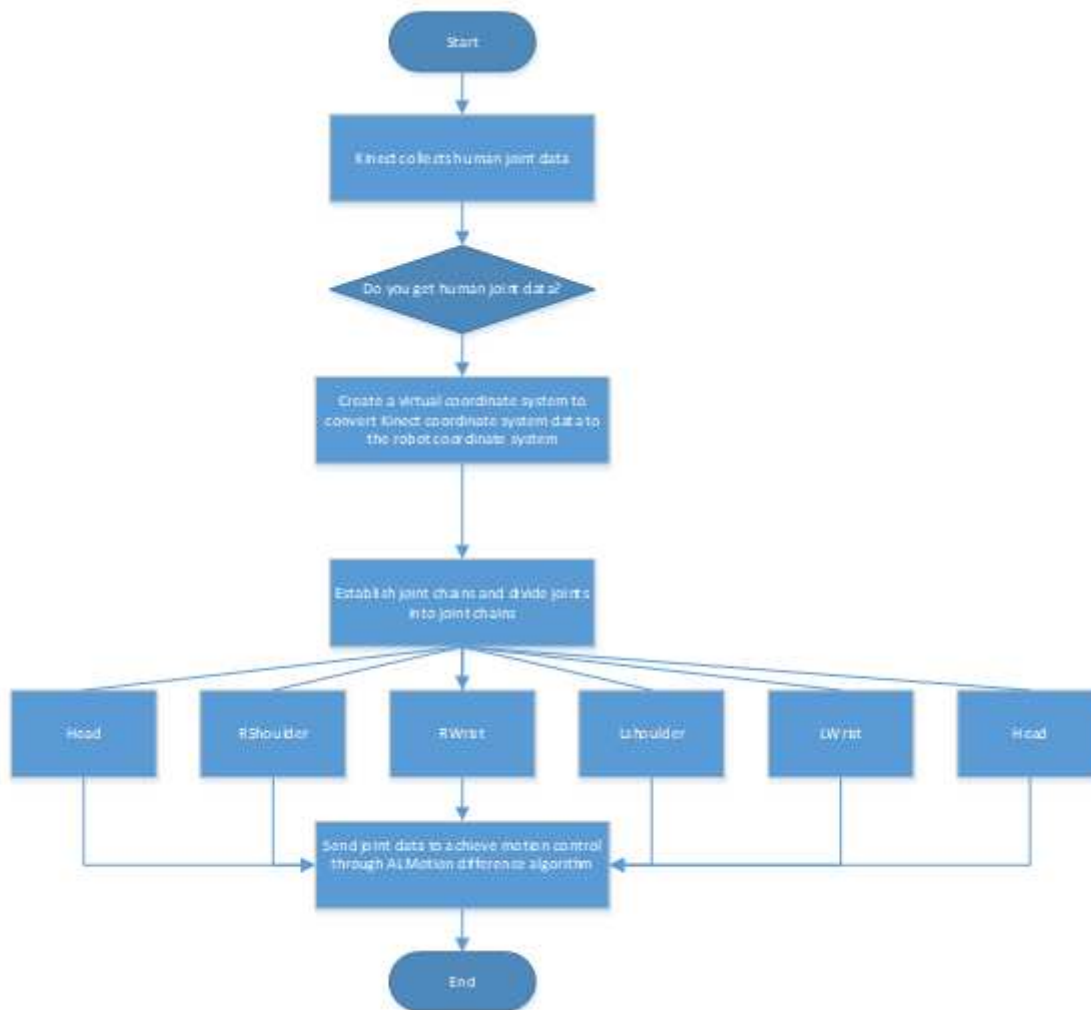 Start
Kinect collects human joint data
Do you get human joint data?
Create a virtual coordinate system to
convert Kinect coordinate system data to
the robot coordinate system
Establish joint chains and divide joints
into joint chains
Head
RShoulder
RWrist
Lshoulder
LWrist
Head
Send joint data to achieve motion control
through ALMotion difference algorithm
End